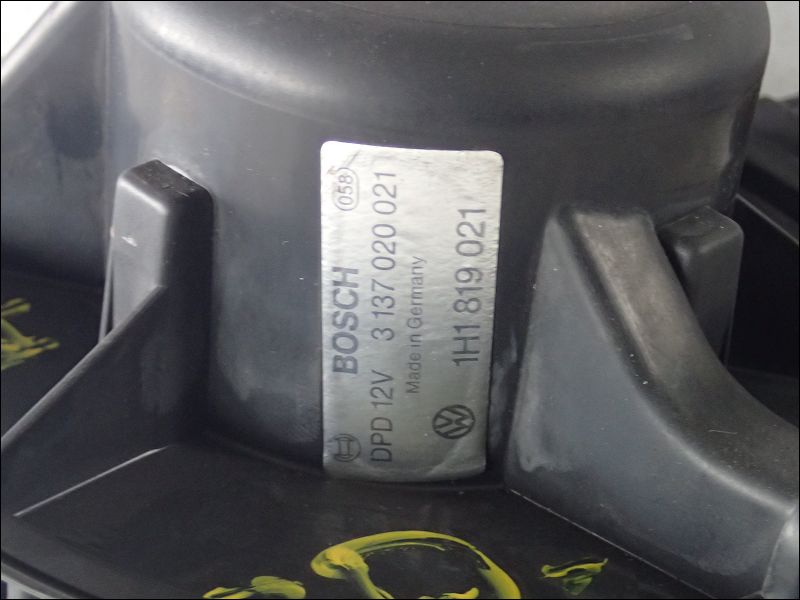 BOSCH
058
DPD 12V 3 137 020 021
Made in Germany
1H1 819 021